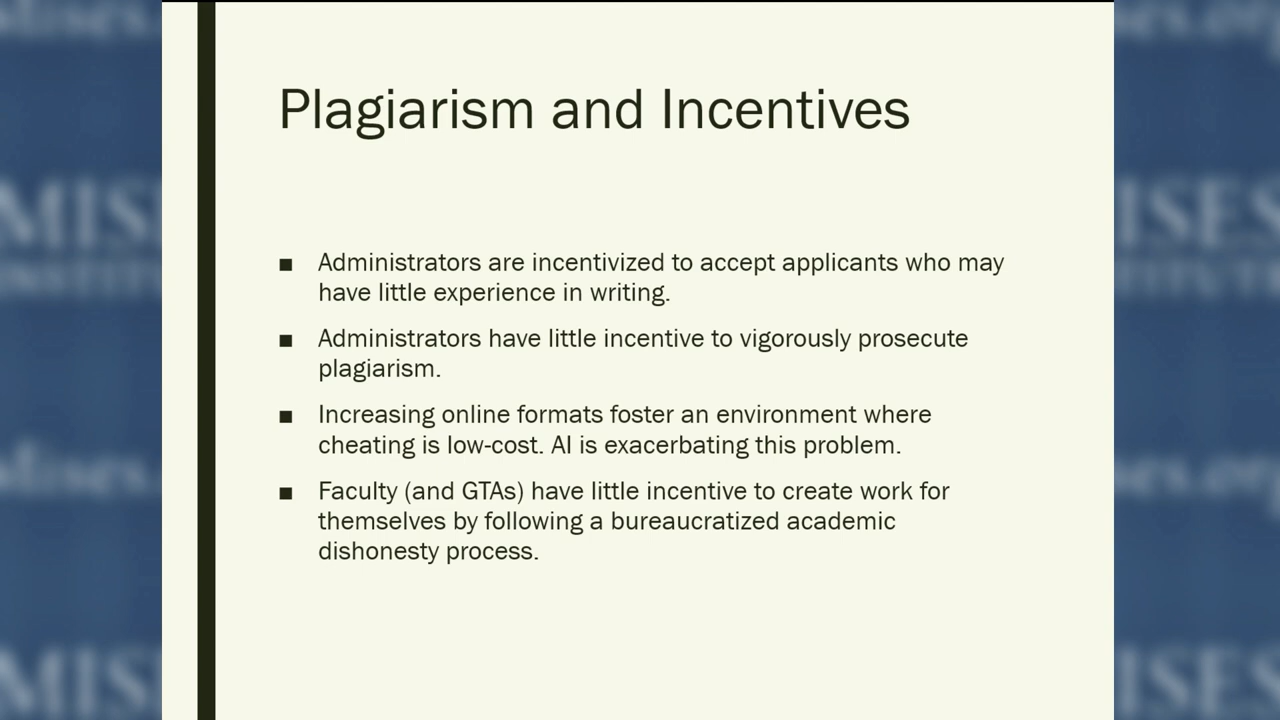 Plagiarism and Incentives
■ Administrators are incentivized to accept applicants who may
have little experience in writing.
■ Administrators have little incentive to vigorously prosecute
plagiarism.
■ Increasing online formats foster an environment where
cheating is low-cost. AI is exacerbating this problem.
■ Faculty (and GTAs) have little incentive to create work for
themselves by following a bureaucratized academic
dishonesty process.